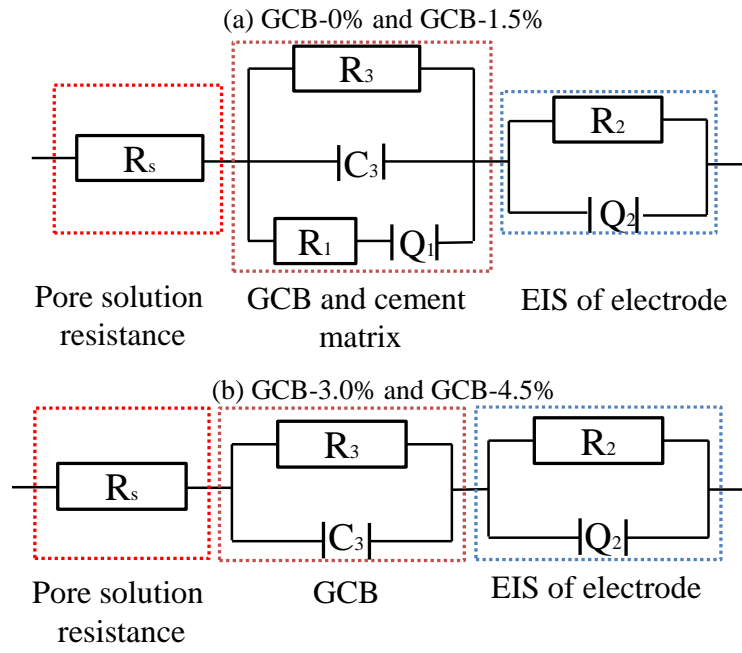 (a) GCB-0% and GCB-1.5%
R₃
Rₛ
C₃
R₂
R₁
Q₁
Q₂
Pore solution
resistance
GCB and cement
matrix
EIS of electrode
(b) GCB-3.0% and GCB-4.5%
R₃
R₂
Rₛ
C₃
Q₂
Pore solution
resistance
GCB
EIS of electrode